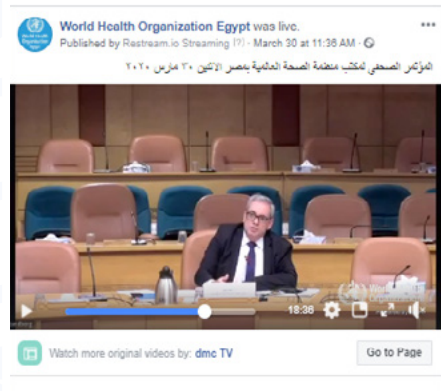 World Health Organization Egypt was live.
Published by Restream.io Streaming [?] · March 30 at 11:36 AM ·
المؤتمر الصحفي لمكتب منظمة الصحة العالمية بمصر الاثنين ٣٠ مارس ٢٠٢٠
18:36
Watch more original videos by: dmc TV
Go to Page